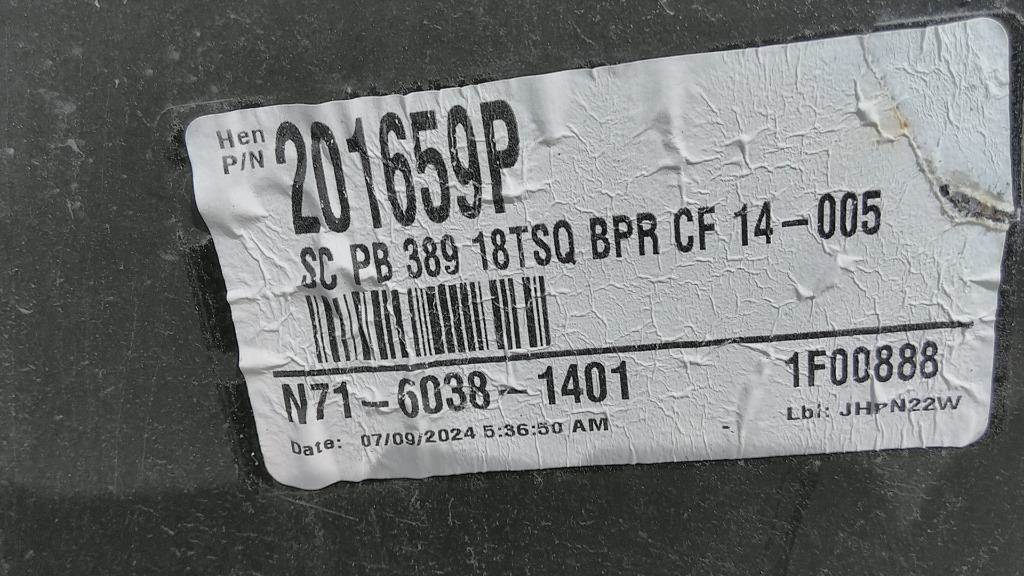 Hen
P/N 201659P
SC PB 389 18TSQ BPR CF 14-005
N71-6038-1401 1F00888
Date: 07/09/2024 5:36:50 AM Lbl: JHPN22W